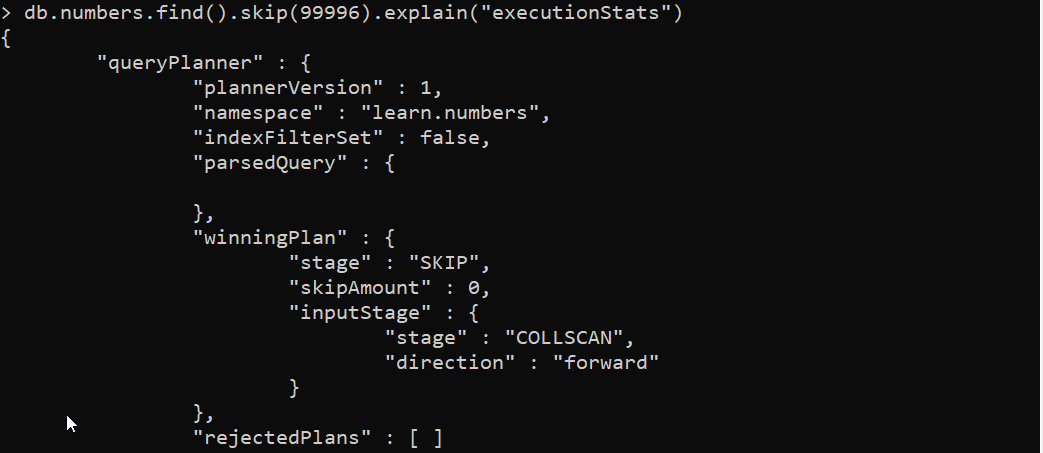 > db.numbers.find().skip(99996).explain("executionStats")
{
        "queryPlanner" : {
                "plannerVersion" : 1,
                "namespace" : "learn.numbers",
                "indexFilterSet" : false,
                "parsedQuery" : {

                },
                "winningPlan" : {
                        "stage" : "SKIP",
                        "skipAmount" : 0,
                        "inputStage" : {
                                "stage" : "COLLSCAN",
                                "direction" : "forward"
                        }
                },
                "rejectedPlans" : [ ]